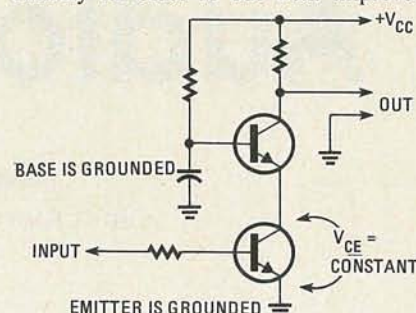 +VCC
OUT
BASE IS GROUNDED
VCE =
CONSTANT
INPUT
EMITTER IS GROUNDED